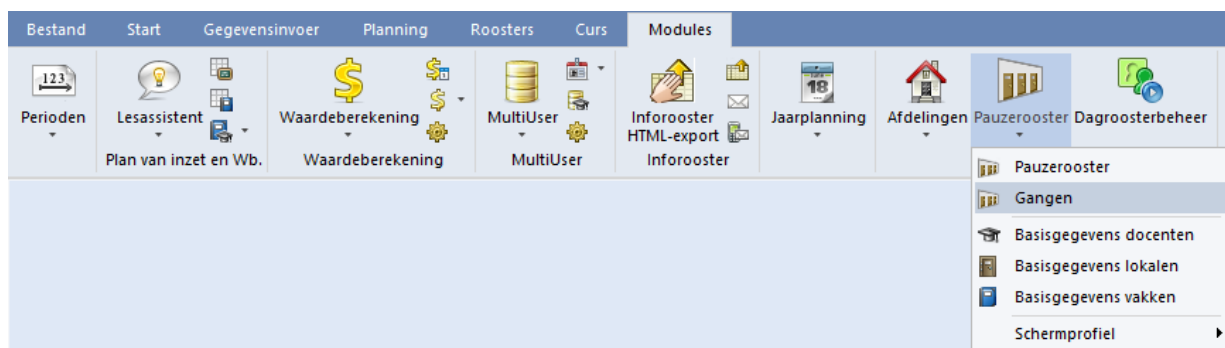 Bestand Start Gegevensinvoer Planning Roosters Curs Modules
123
18
Perioden Lesassistent Waardeberekening MultiUser Inforooster Jaarplanning Afdelingen Pauzerooster Dagroosterbeheer
HTML-export
Plan van inzet en Wb. Waardeberekening MultiUser Inforooster
Pauzerooster
Gangen
Basisgegevens docenten
Basisgegevens lokalen
Basisgegevens vakken
Schermprofiel